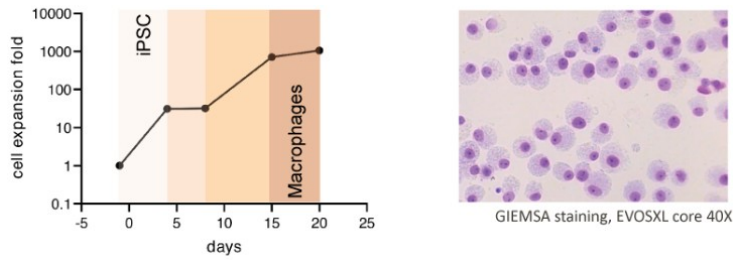 10000
1000
100
10
1
0.1
cell expansion fold
iPSC
Macrophages
-5
0
5
10
15
20
25
days
GIEMSA staining, EVOSXL core 40X